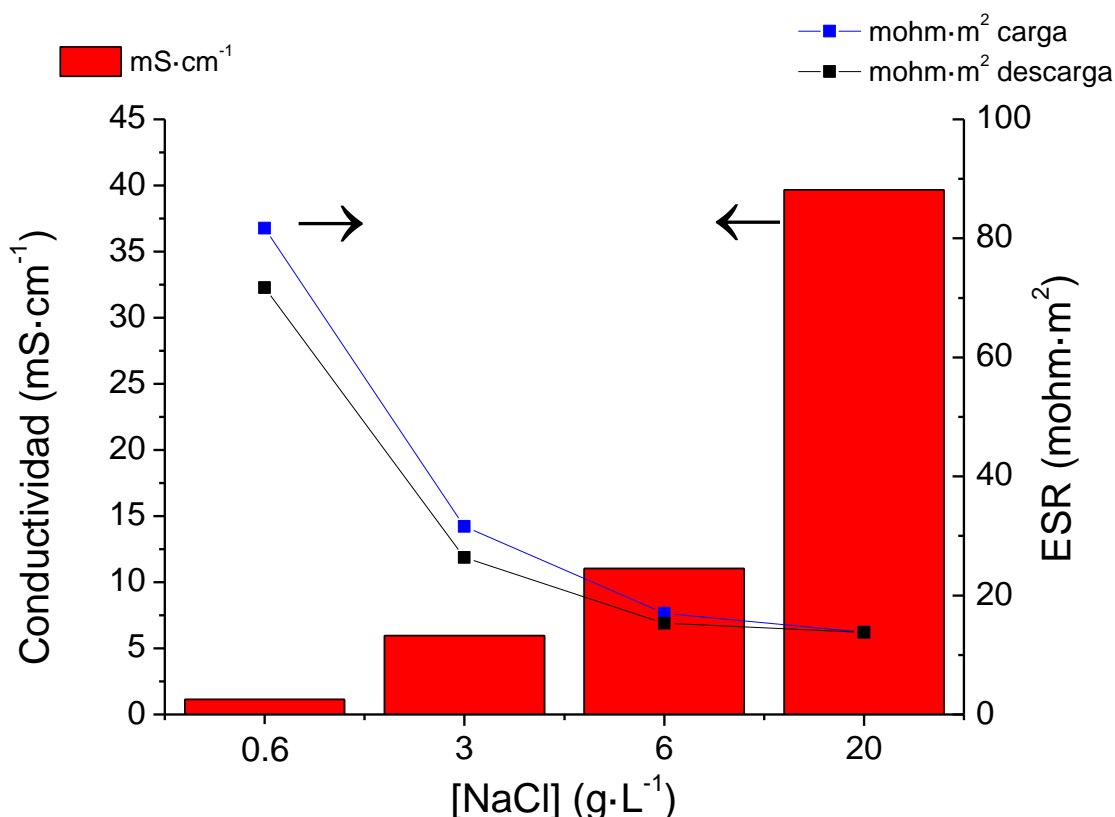 mS·cm⁻¹
mohm·m² carga
mohm·m² descarga
Conductividad (mS·cm⁻¹)
45
40
35
30
25
20
15
10
5
0
100
80
60
40
20
0
ESR (mohm·m²)
0.6 3 6 20
[NaCl] (g·L⁻¹)